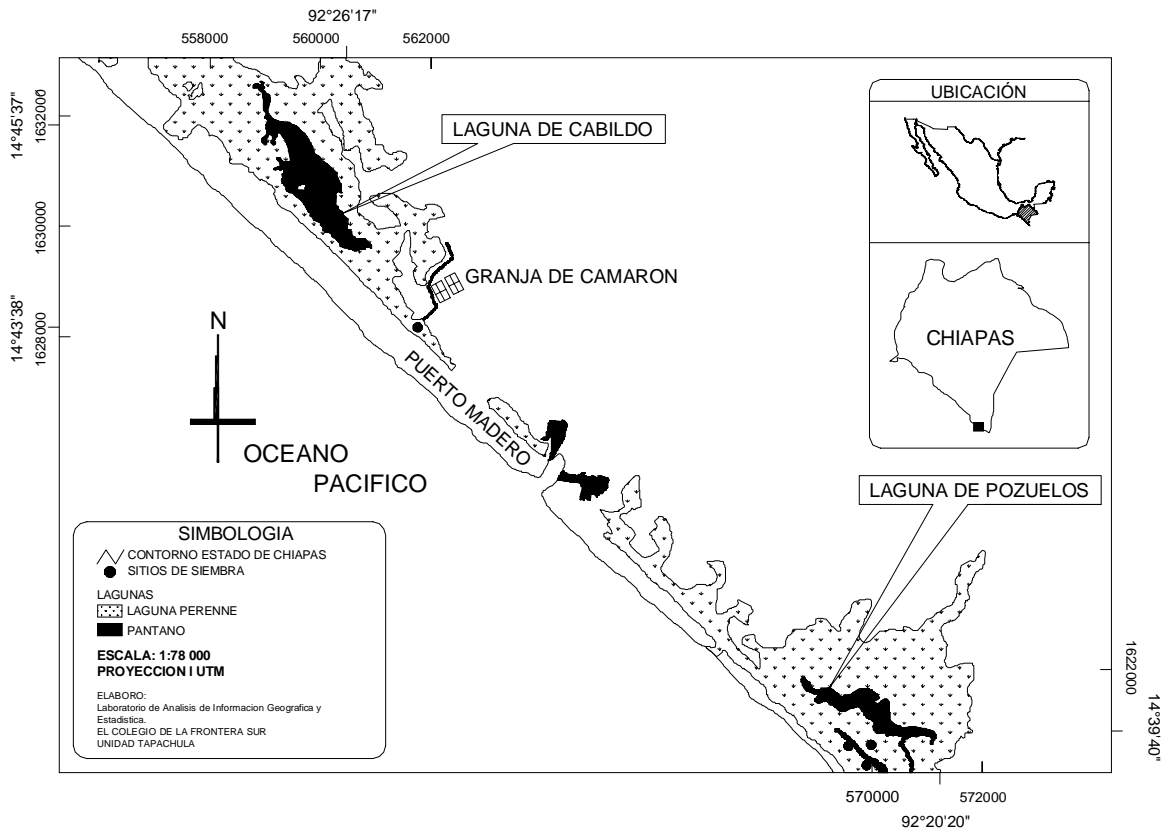 92°26'17"
558000
560000
562000
14°45'37"
1632000
1630000
14°43'38"
1628000
LAGUNA DE CABILDO
GRANJA DE CAMARON
N
PUERTO MADERO
OCEANO
PACIFICO
UBICACIÓN
CHIAPAS
LAGUNA DE POZUELOS
SIMBOLOGIA
CONTORNO ESTADO DE CHIAPAS
SITIOS DE SIEMBRA
LAGUNAS
LAGUNA PERENNE
PANTANO
ESCALA: 1:78 000
PROYECCION I UTM
ELABORO:
Laboratorio de Analisis de Informacion Geografica y
Estadistica.
EL COLEGIO DE LA FRONTERA SUR
UNIDAD TAPACHULA
1622000
14°39'40"
570000
572000
92°20'20"